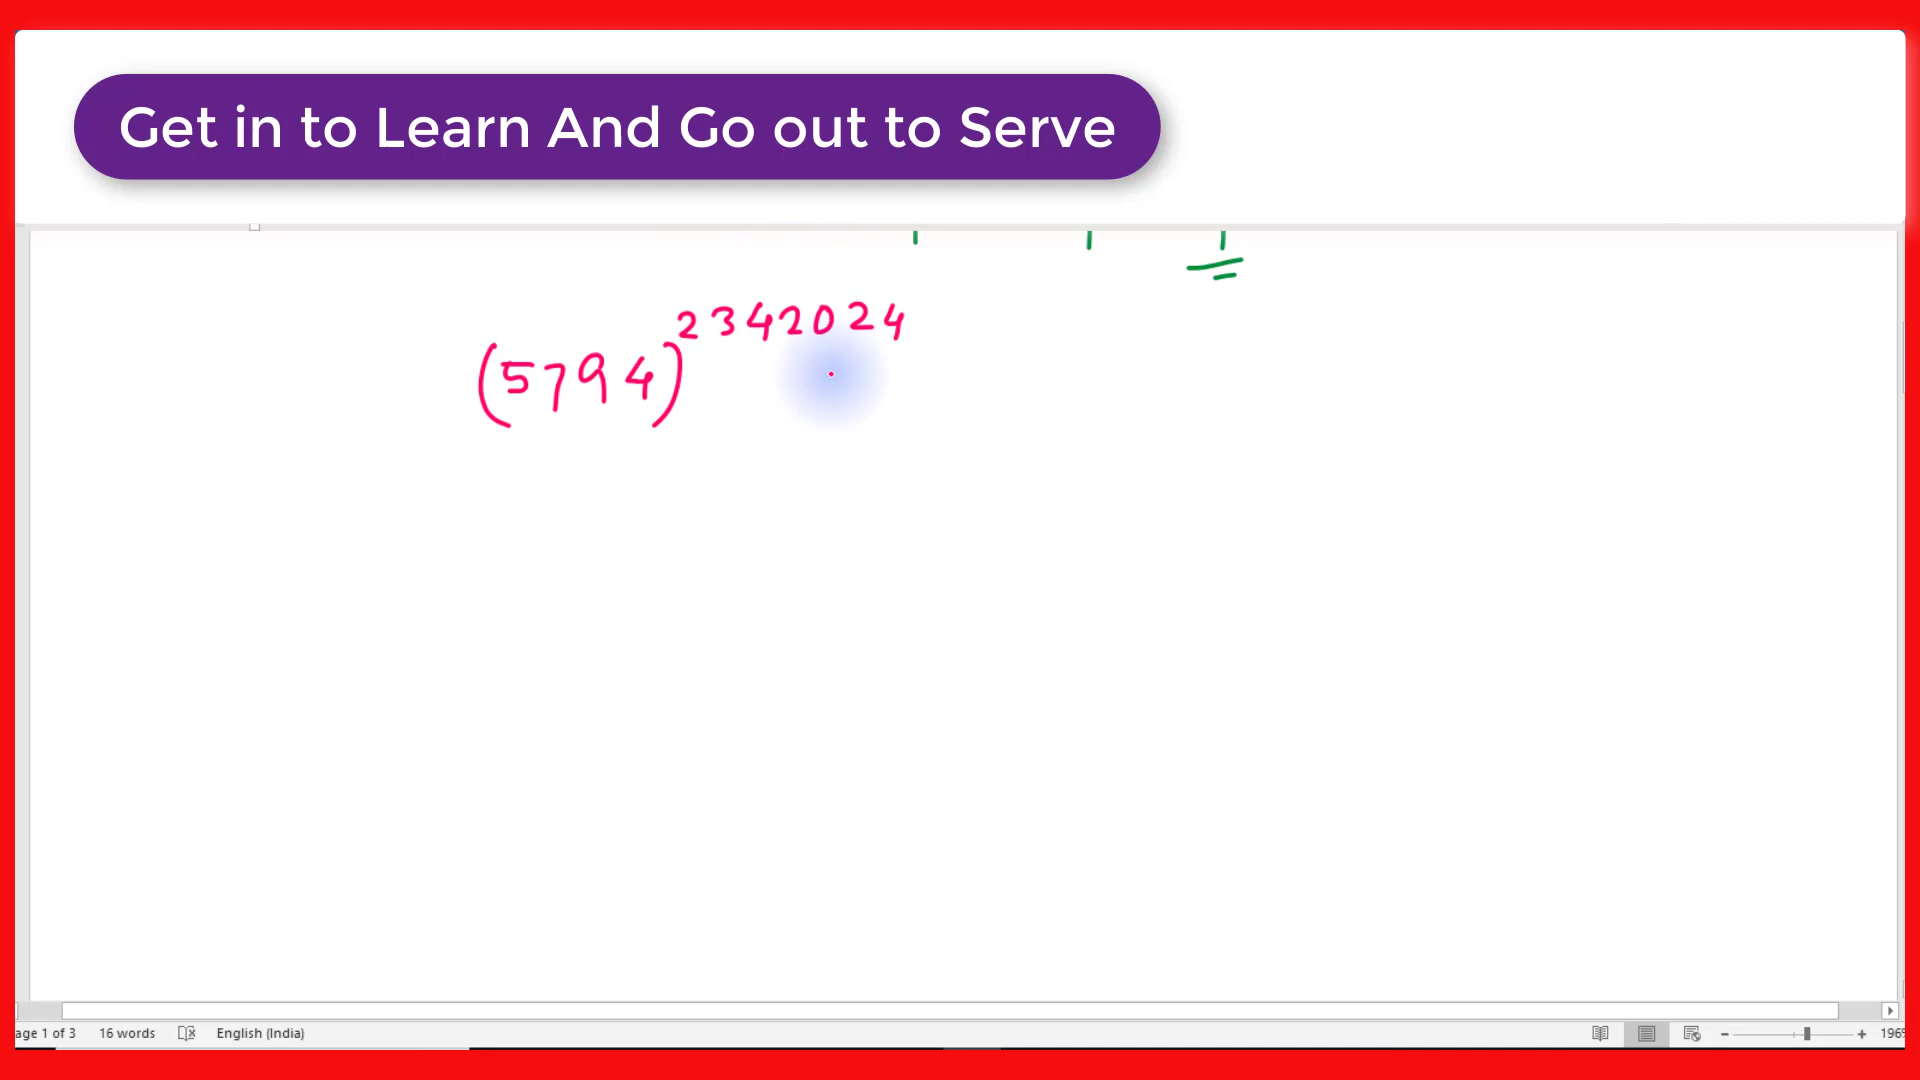 Get in to Learn And Go out to Serve
(5794)^2342024
age 1 of 3 16 words English (India) 196%